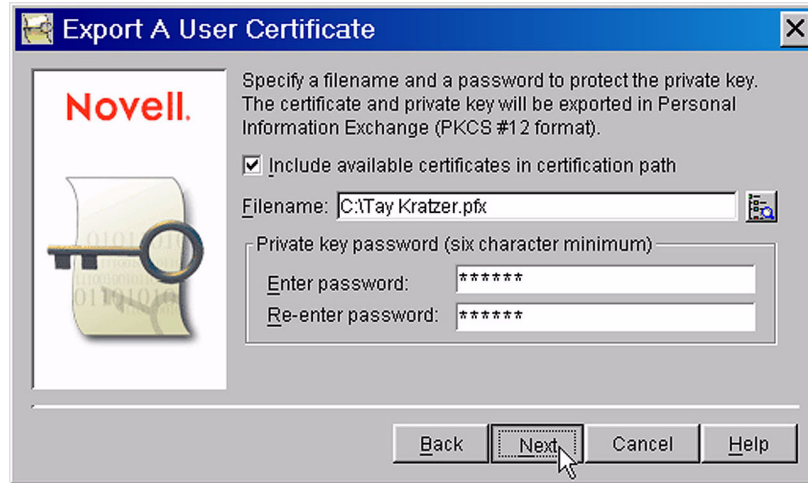 Export A User Certificate
Novell.
Specify a filename and a password to protect the private key.
The certificate and private key will be exported in Personal
Information Exchange (PKCS #12 format).
Include available certificates in certification path
Filename: C:\Tay Kratzer.pfx
Private key password (six character minimum)
Enter password: ******
Re-enter password: ******
Back Next Cancel Help